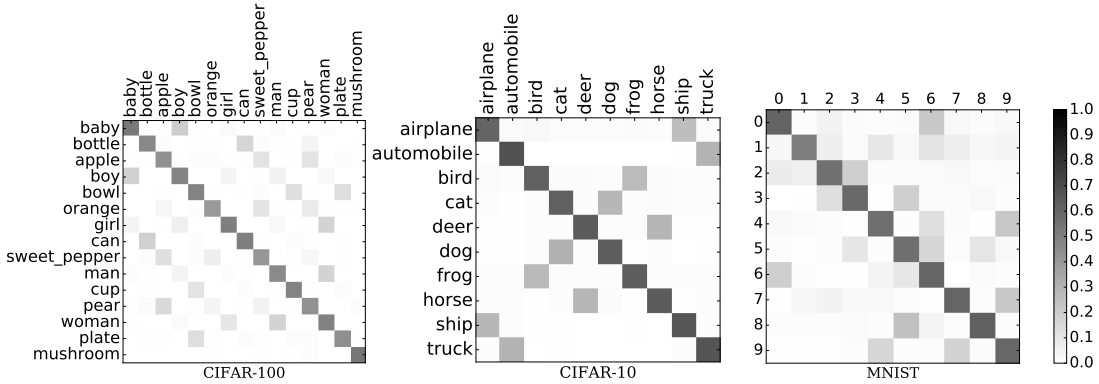 baby
bottle
apple
boy
bowl
orange
girl
can
sweet_pepper
man
cup
pear
woman
plate
mushroom
baby
bottle
apple
boy
bowl
orange
girl
can
sweet_pepper
man
cup
pear
woman
plate
mushroom
CIFAR-100
airplane
automobile
bird
cat
deer
dog
frog
horse
ship
truck
airplane
automobile
bird
cat
deer
dog
frog
horse
ship
truck
CIFAR-10
0 1 2 3 4 5 6 7 8 9
0
1
2
3
4
5
6
7
8
9
MNIST
1.0
0.9
0.8
0.7
0.6
0.5
0.4
0.3
0.2
0.1
0.0